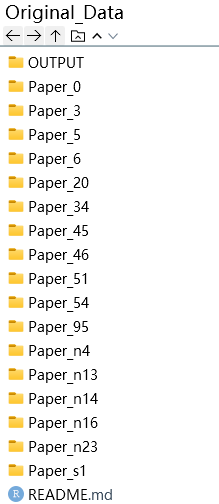 Original_Data
OUTPUT
Paper_0
Paper_3
Paper_5
Paper_6
Paper_20
Paper_34
Paper_45
Paper_46
Paper_51
Paper_54
Paper_95
Paper_n4
Paper_n13
Paper_n14
Paper_n16
Paper_n23
Paper_s1
R README.md